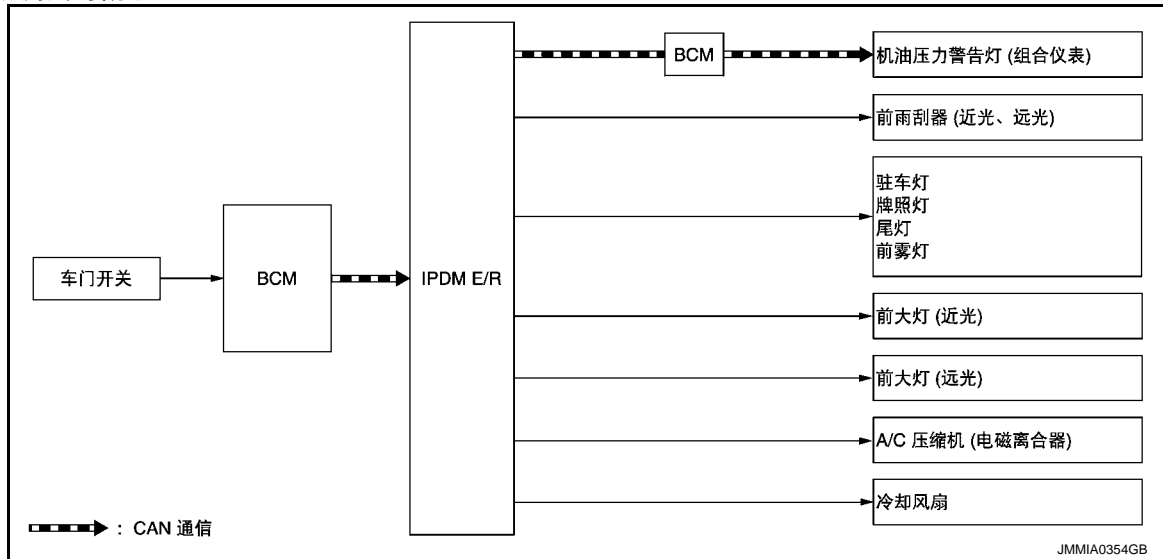 BCM
机油压力警告灯 (组合仪表)
前雨刮器 (近光、远光)
驻车灯
牌照灯
尾灯
前雾灯
车门开关
BCM
IPDM E/R
前大灯 (近光)
前大灯 (远光)
A/C 压缩机 (电磁离合器)
冷却风扇
: CAN 通信
JMMIA0354GB